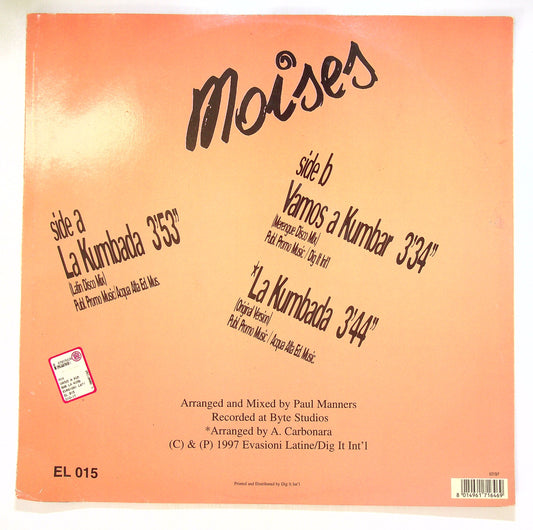 Moises
side a
La Kumbada 3'53"
(Latin Disco Mix)
Publ. Promo Music/Acqua Alta Ed. Mus.
side b
Vamos a Kumbar 3'34"
(Merengue Disco Mix)
Publ. Promo Music / Dig It Int'l
*La Kumbada 3'44"
(Original Version)
Publ. Promo Music / Acqua Alta Ed. Music.
Arranged and Mixed by Paul Manners
Recorded at Byte Studios
*Arranged by A. Carbonara
(C) & (P) 1997 Evasioni Latine/Dig It Int'l
EL 015
Printed and Distributed by Dig It Int'l
8 014961 716469